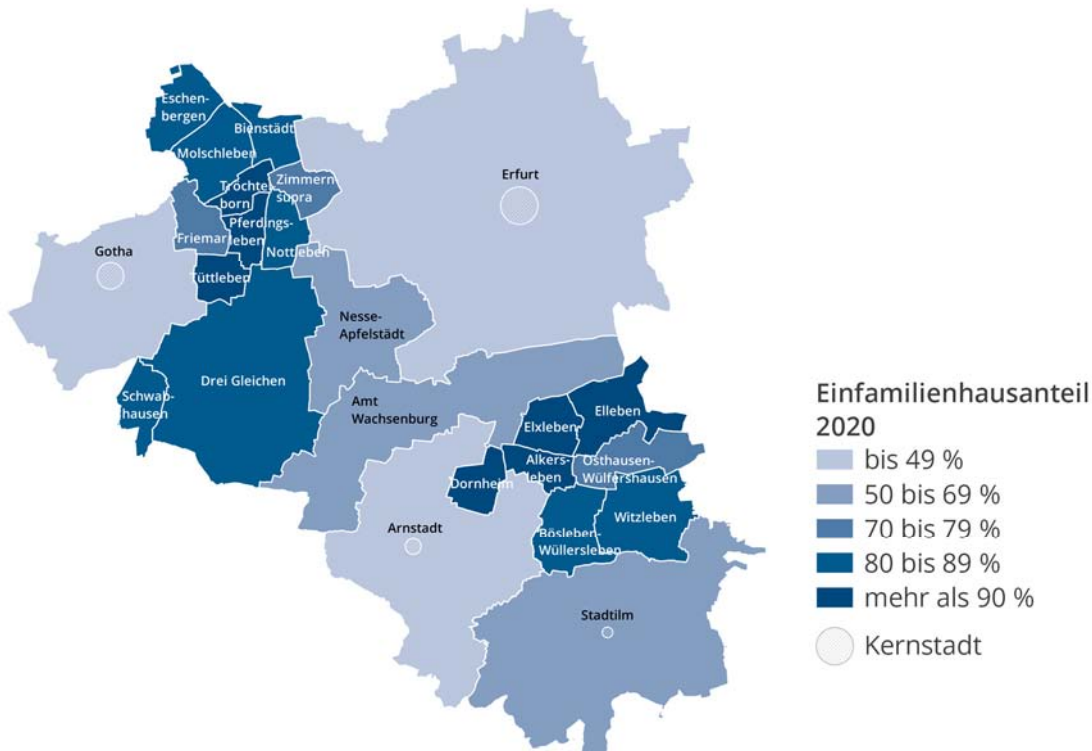 Eschen-
bergen
Bienstädt
Molschleben
Tröchtel-
born
Zimmern-
supra
Erfurt
Pferdings-
leben
Friemar
Nottleben
Gotha
Tüttleben
Nesse-
Apfelstädt
Drei Gleichen
Schwab-
hausen
Amt
Wachsenburg
Elleben
Elxleben
Alkers-
leben
Osthausen-
Wülfershausen
Dornheim
Witzleben
Arnstadt
Bösleben-
Wüllersleben
Stadtilm
Einfamilienhausanteil
2020
bis 49 %
50 bis 69 %
70 bis 79 %
80 bis 89 %
mehr als 90 %
Kernstadt